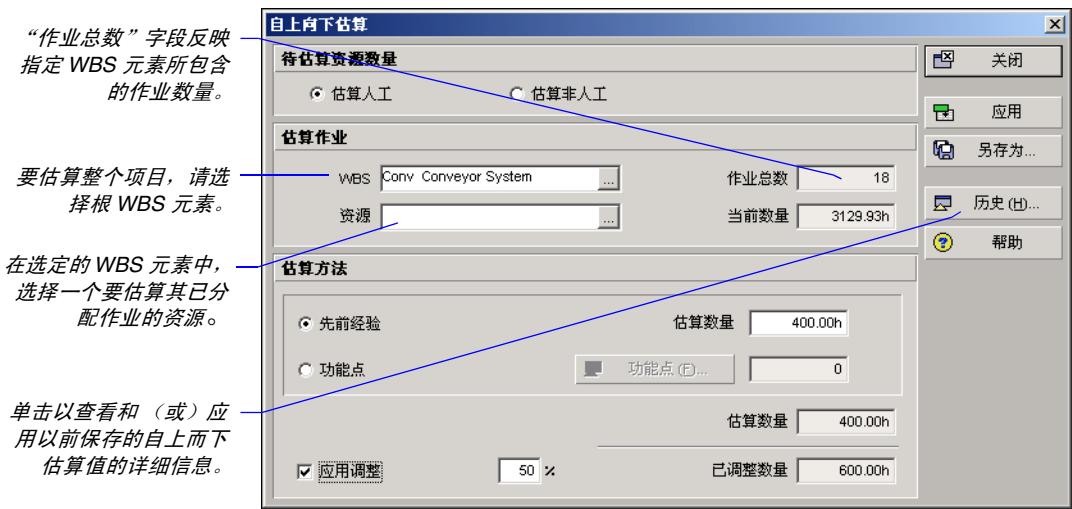 “作业总数”字段反映
指定 WBS 元素所包含
的作业数量。
要估算整个项目，请选
择根 WBS 元素。
在选定的 WBS 元素中，
选择一个要估算其已分
配作业的资源。
单击以查看和 （或）应
用以前保存的自上而下
估算值的详细信息。
自上向下估算
待估算资源数量
估算人工
估算非人工
估算作业
WBS Conv Conveyor System ...
作业总数 18
资源 ...
当前数量 3129.93h
估算方法
先前经验
估算数量 400.00h
功能点
功能点(F)... 0
估算数量 400.00h
应用调整 50 %
已调整数量 600.00h
关闭
应用
另存为...
历史(H)...
帮助